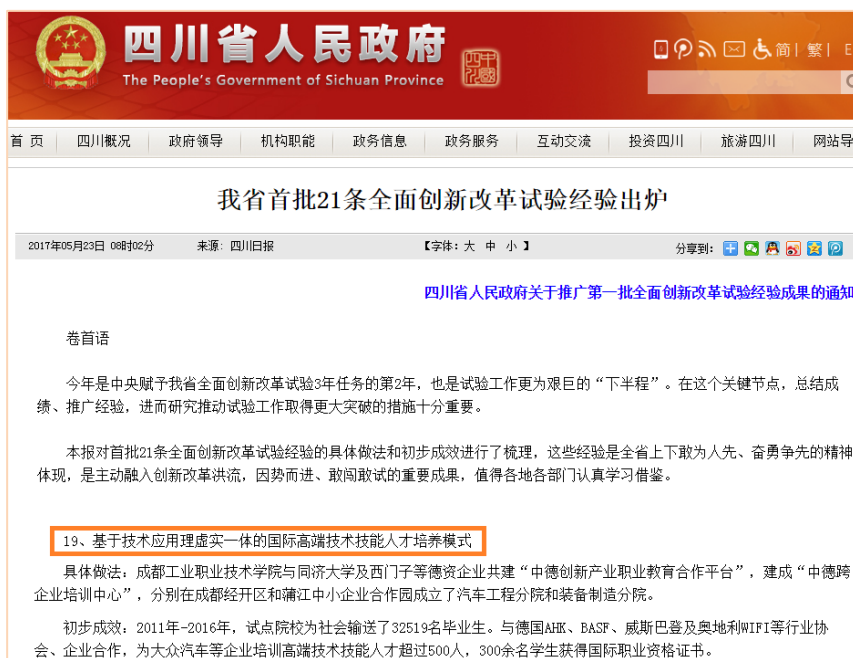 四川省人民政府
The People's Government of Sichuan Province
简| 繁| E
首 页 四川概况 政府领导 机构职能 政务信息 政务服务 互动交流 投资四川 旅游四川 网站导
我省首批21条全面创新改革试验经验出炉
2017年05月23日 08时02分 来源: 四川日报 【字体: 大 中 小 】 分享到:
四川省人民政府关于推广第一批全面创新改革试验经验成果的通知
卷首语
今年是中央赋予我省全面创新改革试验3年任务的第2年，也是试验工作更为艰巨的“下半程”。在这个关键节点，总结成
绩、推广经验，进而研究推动试验工作取得更大突破的措施十分重要。
本报对首批21条全面创新改革试验经验的具体做法和初步成效进行了梳理，这些经验是全省上下敢为人先、奋勇争先的精神
体现，是主动融入创新改革洪流，因势而进、敢闯敢试的重要成果，值得各地各部门认真学习借鉴。
19、基于技术应用理虚实一体的国际高端技术技能人才培养模式
具体做法：成都工业职业技术学院与同济大学及西门子等德资企业共建“中德创新产业职业教育合作平台”，建成“中德跨
企业培训中心”，分别在成都经开区和蒲江中小企业合作园成立了汽车工程分院和装备制造分院。
初步成效：2011年-2016年，试点院校为社会输送了32519名毕业生。与德国AHK、BASF、威斯巴登及奥地利WIFI等行业协
会、企业合作，为大众汽车等企业培训高端技术技能人才超过500人，300余名学生获得国际职业资格证书。